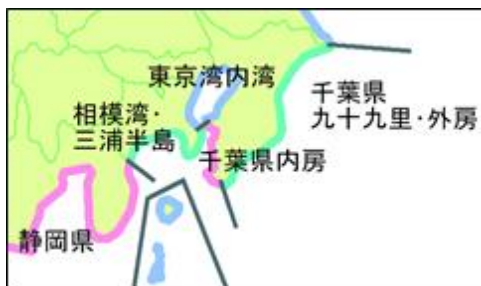 東京湾内湾
千葉県
九十九里・外房
相模湾・
三浦半島
千葉県内房
静岡県